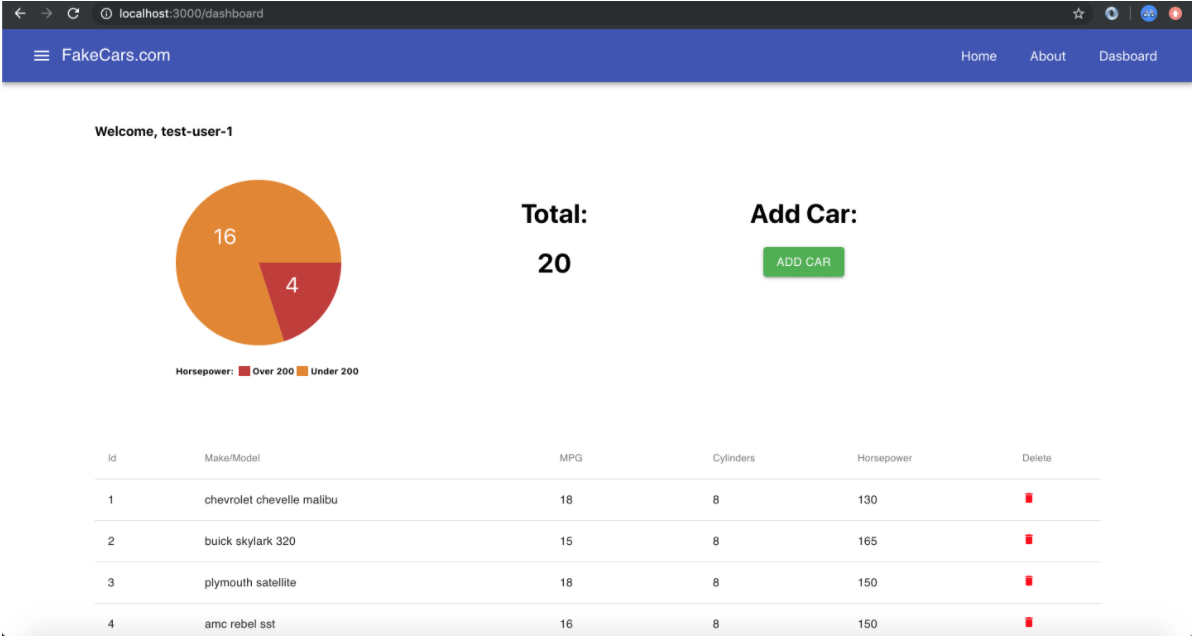 localhost:3000/dashboard
FakeCars.com Home About Dasboard
Welcome, test-user-1
16
4
Horsepower: Over 200 Under 200
Total:
20
Add Car:
ADD CAR
Id Make/Model MPG Cylinders Horsepower Delete
1 chevrolet chevelle malibu 18 8 130
2 buick skylark 320 15 8 165
3 plymouth satellite 18 8 150
4 amc rebel sst 16 8 150